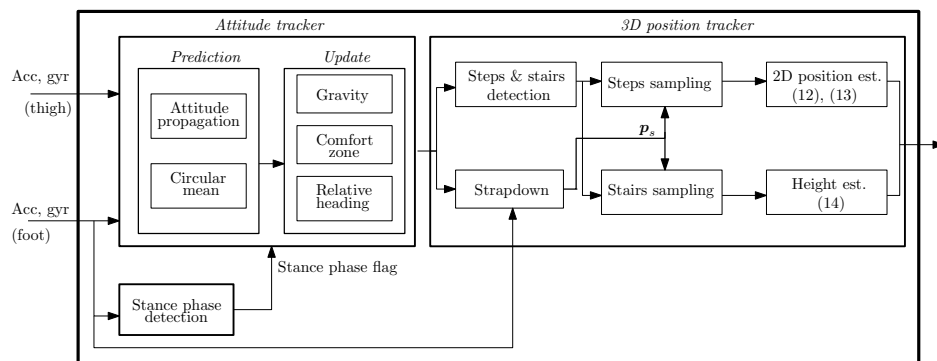 Attitude tracker
3D position tracker
Prediction
Update
Acc, gyr
(thigh)
Attitude
propagation
Circular
mean
Gravity
Comfort
zone
Relative
heading
Steps & stairs
detection
Steps sampling
2D position est.
(12), (13)
p_s
Strapdown
Stairs sampling
Height est.
(14)
Acc, gyr
(foot)
Stance phase flag
Stance phase
detection